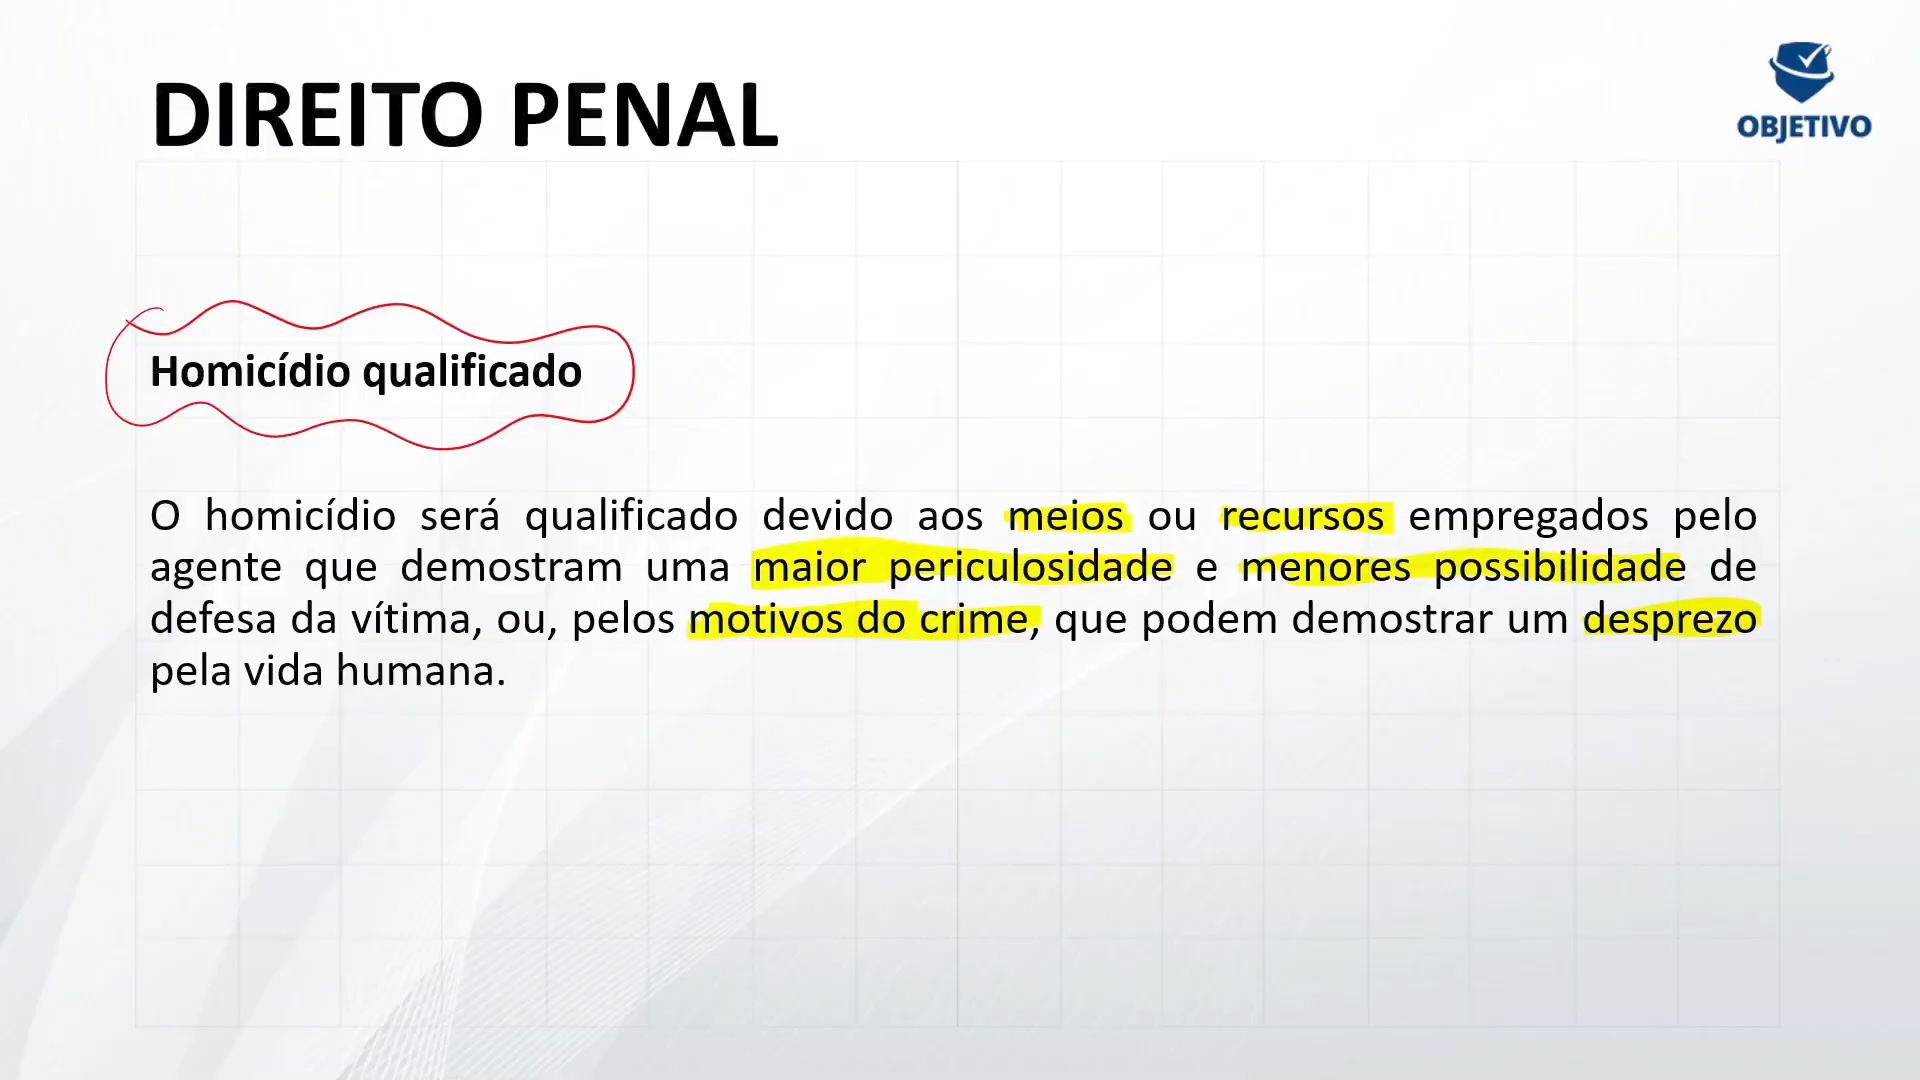 DIREITO PENAL
OBJETIVO
Homicídio qualificado
O homicídio será qualificado devido aos meios ou recursos empregados pelo
agente que demostram uma maior periculosidade e menores possibilidade de
defesa da vítima, ou, pelos motivos do crime, que podem demostrar um desprezo
pela vida humana.